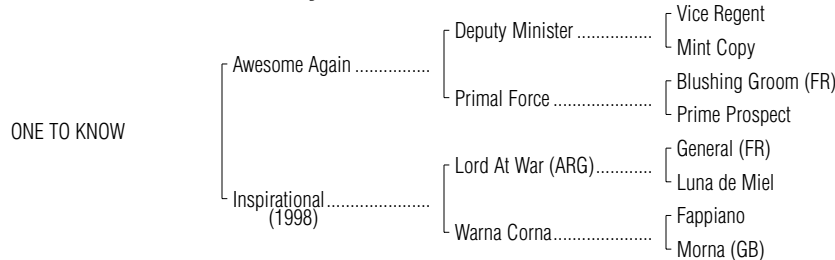 Vice Regent
Deputy Minister ................
Mint Copy
Awesome Again ................
Blushing Groom (FR)
Primal Force .....................
Prime Prospect
ONE TO KNOW
General (FR)
Lord At War (ARG)............
Luna de Miel
Inspirational......................
(1998)
Fappiano
Warna Corna.....................
Morna (GB)